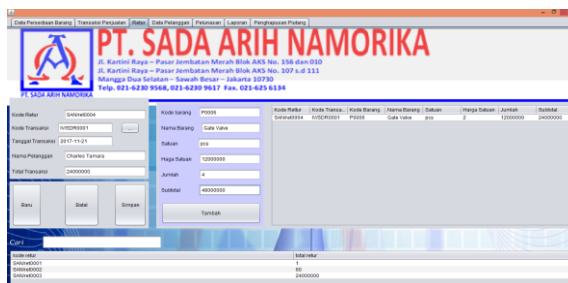 Data Persediaan Barang Transaksi Penjualan Retur Data Pelanggan Pelunasan Laporan Penghapusan Piutang
PT. SADA ARIH NAMORIKA
Jl. Kartini Raya – Pasar Jembatan Merah Blok AKS No. 156 dan 010
Jl. Kartini Raya – Pasar Jembatan Merah Blok AKS No. 107 s.d 111
Mangga Dua Selatan – Sawah Besar – Jakarta 10730
Telp. 021-6230 9568, 021-6230 9617 Fax. 021-625 6134
PT. SADA ARIH NAMORIKA
Kode Retur SANret0004
Kode Transaksi IVSDR0001
Tanggal Transaksi 2017-11-21
Nama Pelanggan Charles Tamara
Total Transaksi 24000000
Baru Batal Simpan
Kode barang P0006
Nama Barang Gate Valve
Satuan pcs
Haga Satuan 12000000
Jumlah 4
Subtotal 48000000
Tambah
Kode Retur Kode Transa... Kode Barang Nama Barang Satuan Harga Satuan Jumlah Subtotal
SANret0004 IVSDR0001 P0006 Gate Valve pcs 2 12000000 24000000
Cari
kode retur total retur
SANret0001 1
SANret0002 60
SANret0003 24000000